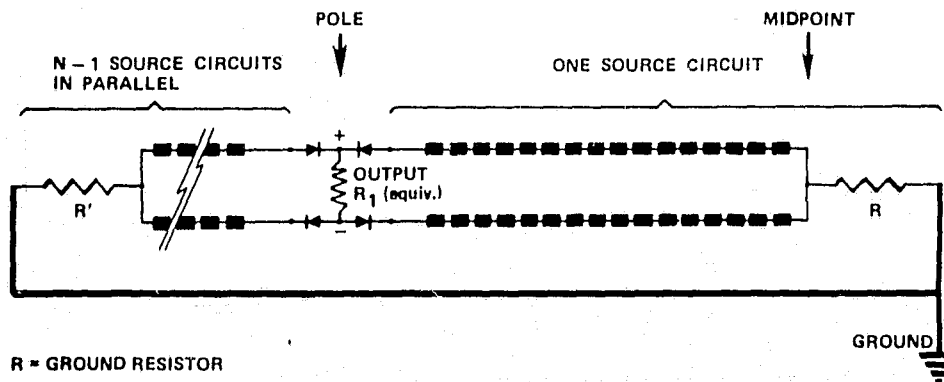 POLE
MIDPOINT
N – 1 SOURCE CIRCUITS
IN PARALLEL
ONE SOURCE CIRCUIT
+
OUTPUT
R1 (equiv.)
R'
–
R
GROUND
R = GROUND RESISTOR